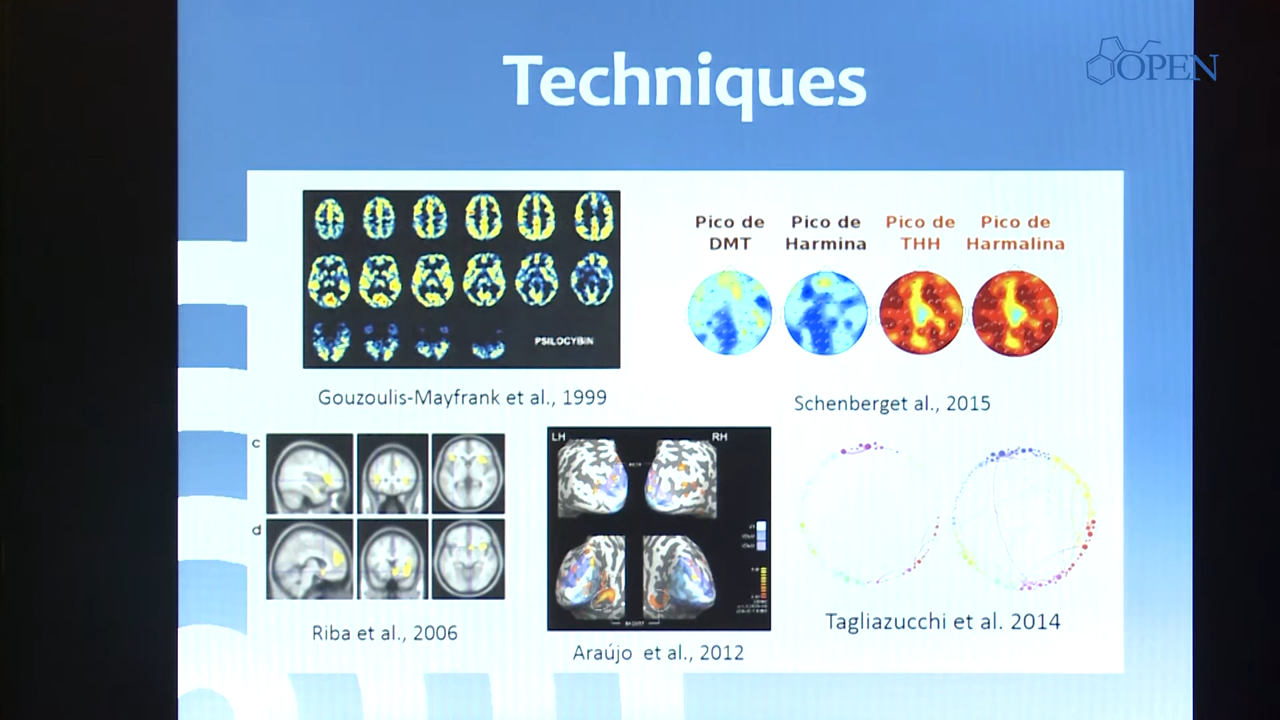 Techniques
OPEN
Pico de DMT
Pico de Harmina
Pico de THH
Pico de Harmalina
PSILOCYBIN
Gouzoulis-Mayfrank et al., 1999
Schenberget al., 2015
c
LH
RH
d
Riba et al., 2006
Araújo et al., 2012
Tagliazucchi et al. 2014